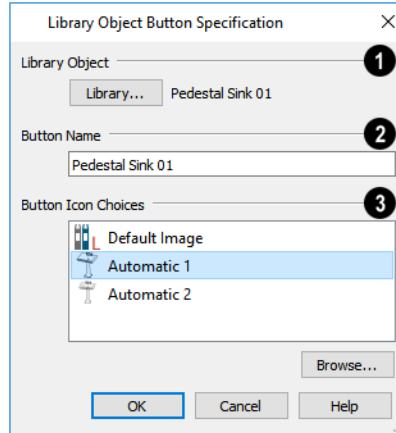 Library Object Button Specification
Library Object 1
Library... Pedestal Sink 01
Button Name 2
Pedestal Sink 01
Button Icon Choices 3
L Default Image
Automatic 1
Automatic 2
Browse...
OK Cancel Help